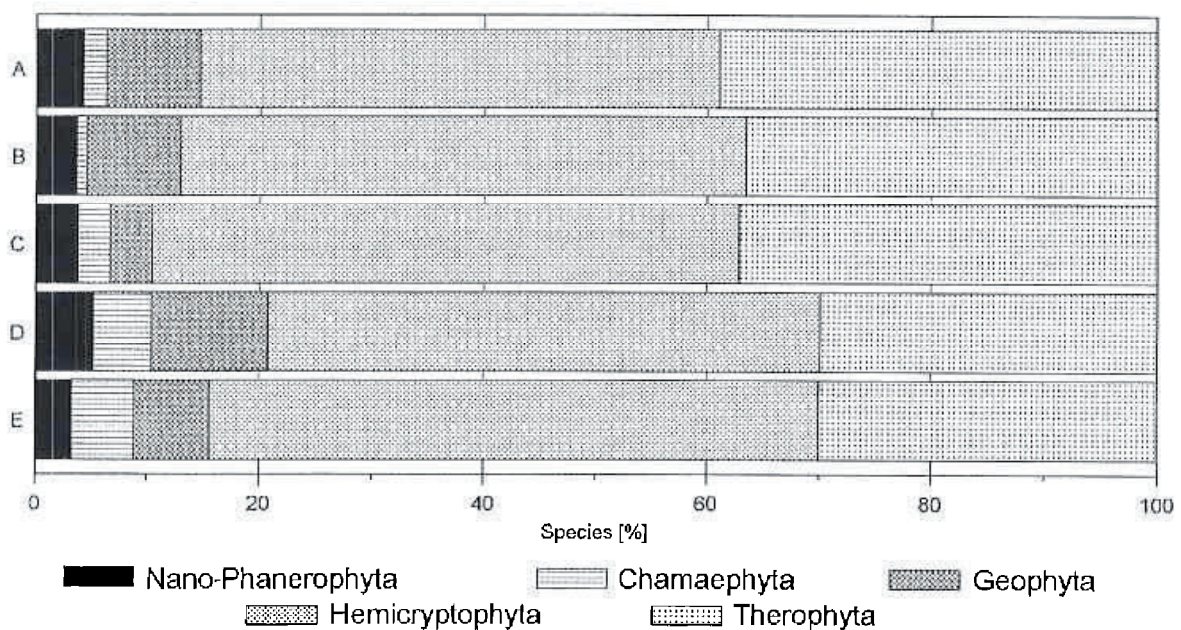 A
B
C
D
E
0 20 40 60 80 100
Species [%]
Nano-Phanerophyta Chamaephyta Geophyta
Hemicryptophyta Therophyta